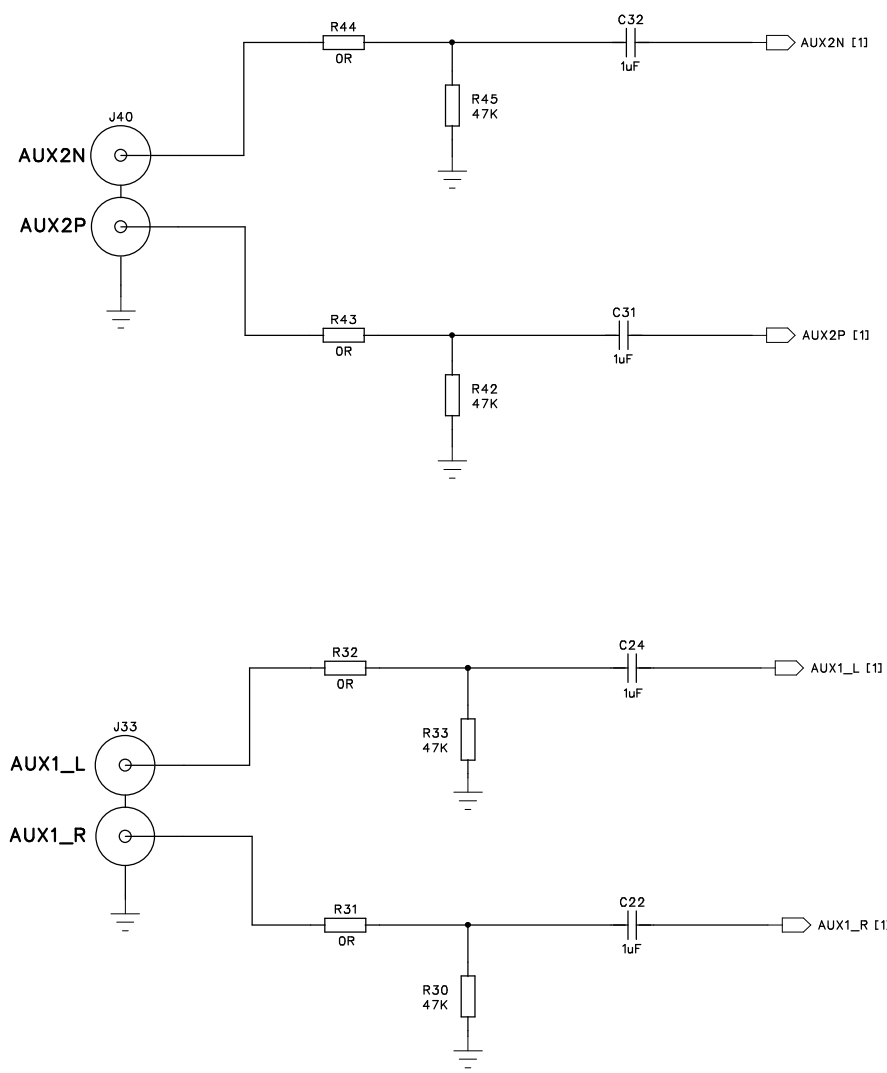 R44
0R
C32
1uF
AUX2N [1]
R45
47K
J40
AUX2N
AUX2P
R43
0R
C31
1uF
AUX2P [1]
R42
47K
R32
0R
C24
1uF
AUX1_L [1]
R33
47K
J33
AUX1_L
AUX1_R
R31
0R
C22
1uF
AUX1_R [1
R30
47K